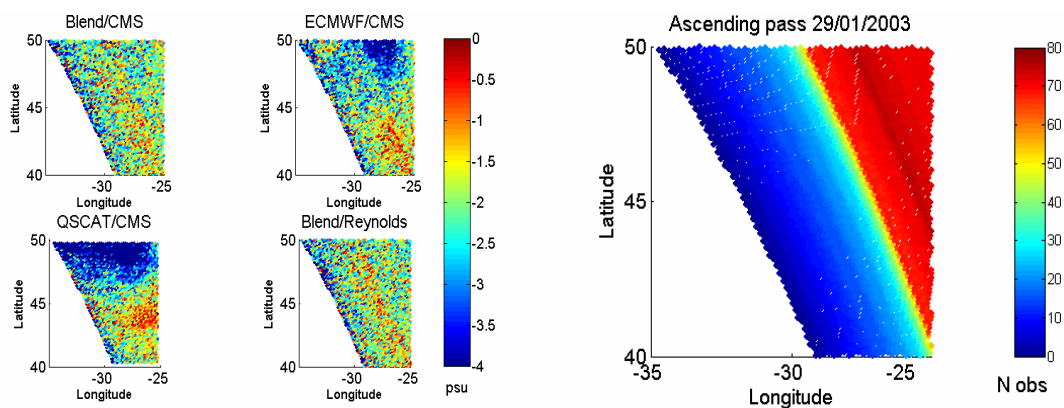 Blend/CMS
50
45
40
-30
-25
Latitude
Longitude
ECMWF/CMS
50
45
40
-30
-25
Latitude
Longitude
QSCAT/CMS
50
45
40
-30
-25
Latitude
Longitude
Blend/Reynolds
50
45
40
-30
-25
Latitude
Longitude
0
-0.5
-1.0
-1.5
-2
-2.5
-3.0
-3.5
-4
psu
Ascending pass 29/01/2003
50
45
40
-35
-30
-25
Latitude
Longitude
80
70
60
50
40
30
20
10
0
N obs